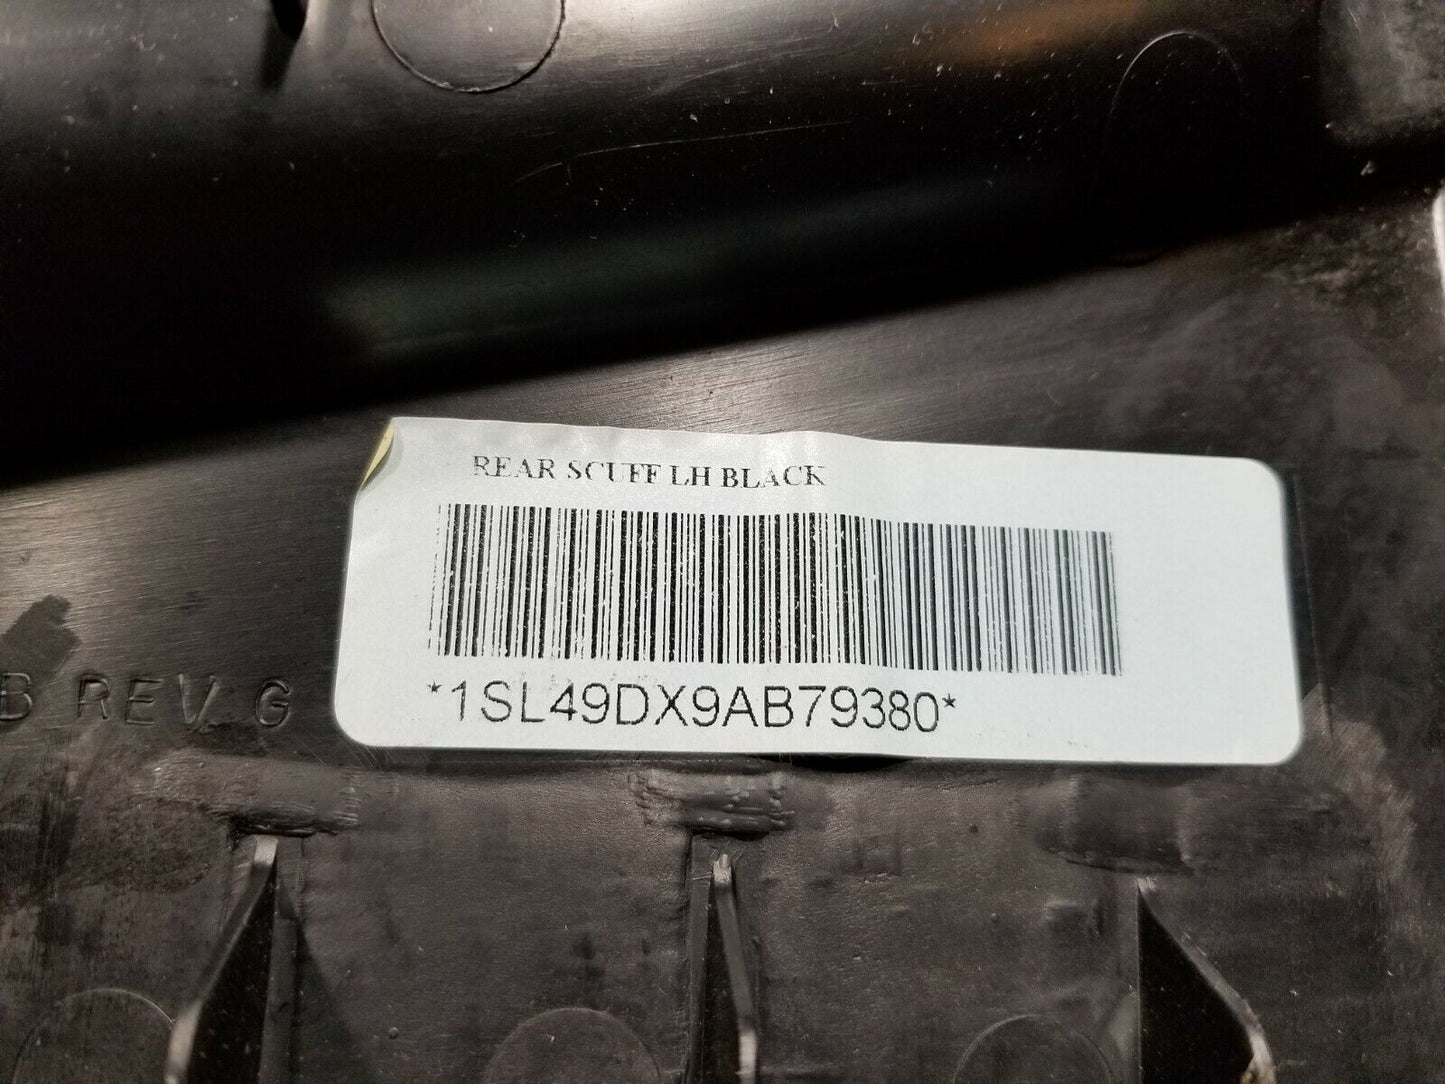 REAR SCUFF LH BLACK
*1SL49DX9AB79380*
B REV G